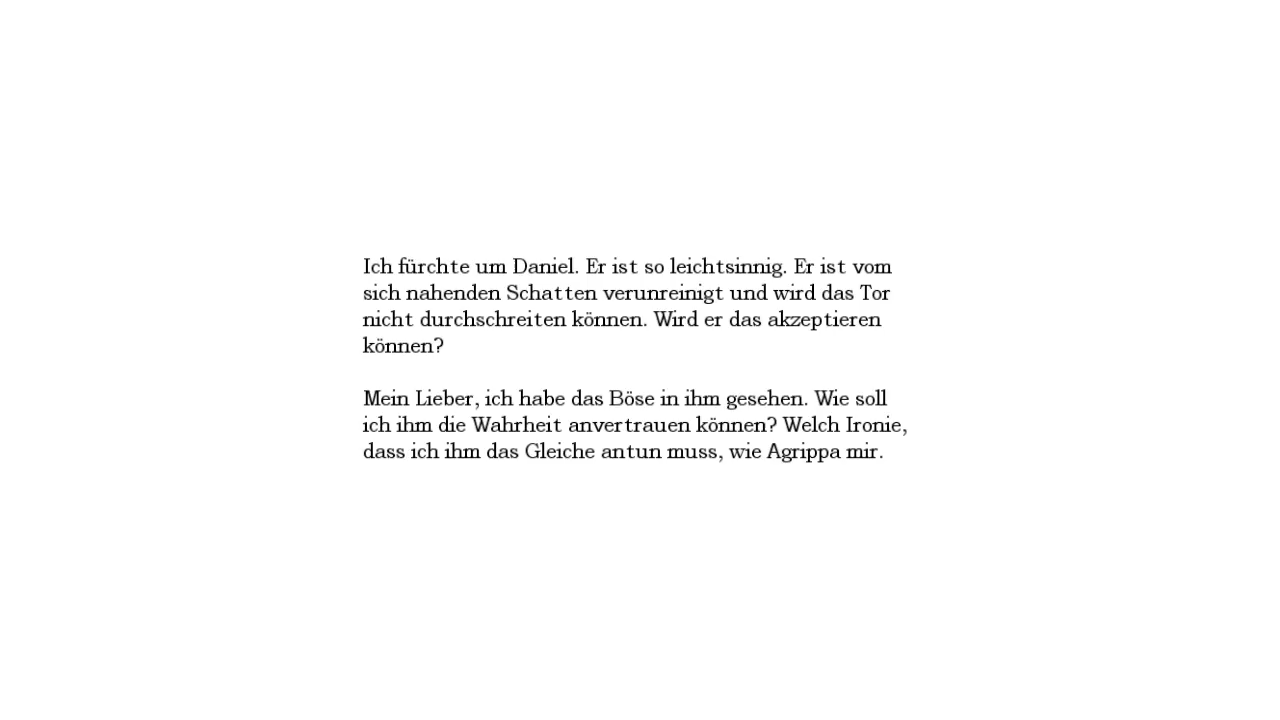 Ich fürchte um Daniel. Er ist so leichtsinnig. Er ist vom
sich nahenden Schatten verunreinigt und wird das Tor
nicht durchschreiten können. Wird er das akzeptieren
können?
Mein Lieber, ich habe das Böse in ihm gesehen. Wie soll
ich ihm die Wahrheit anvertrauen können? Welch Ironie,
dass ich ihm das Gleiche antun muss, wie Agrippa mir.